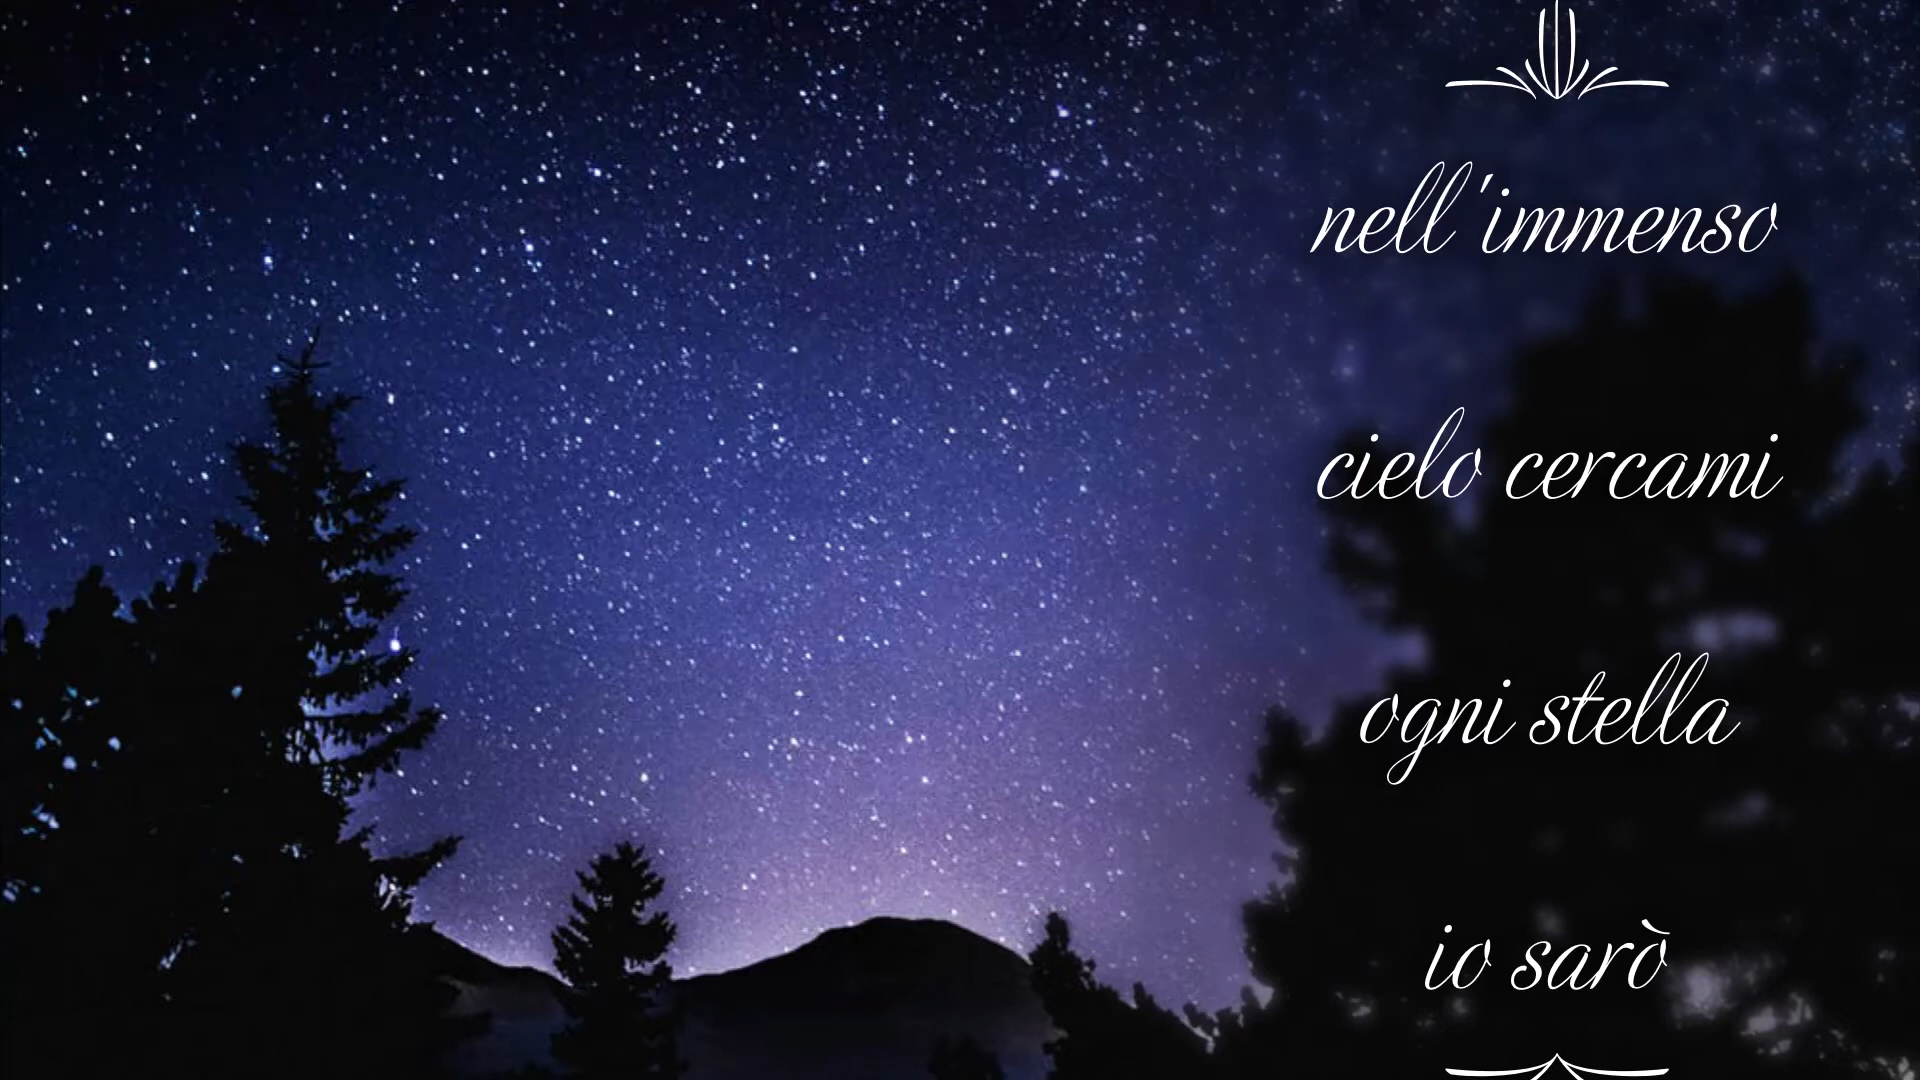 nell'immenso
cielo cercami
ogni stella
io sarò